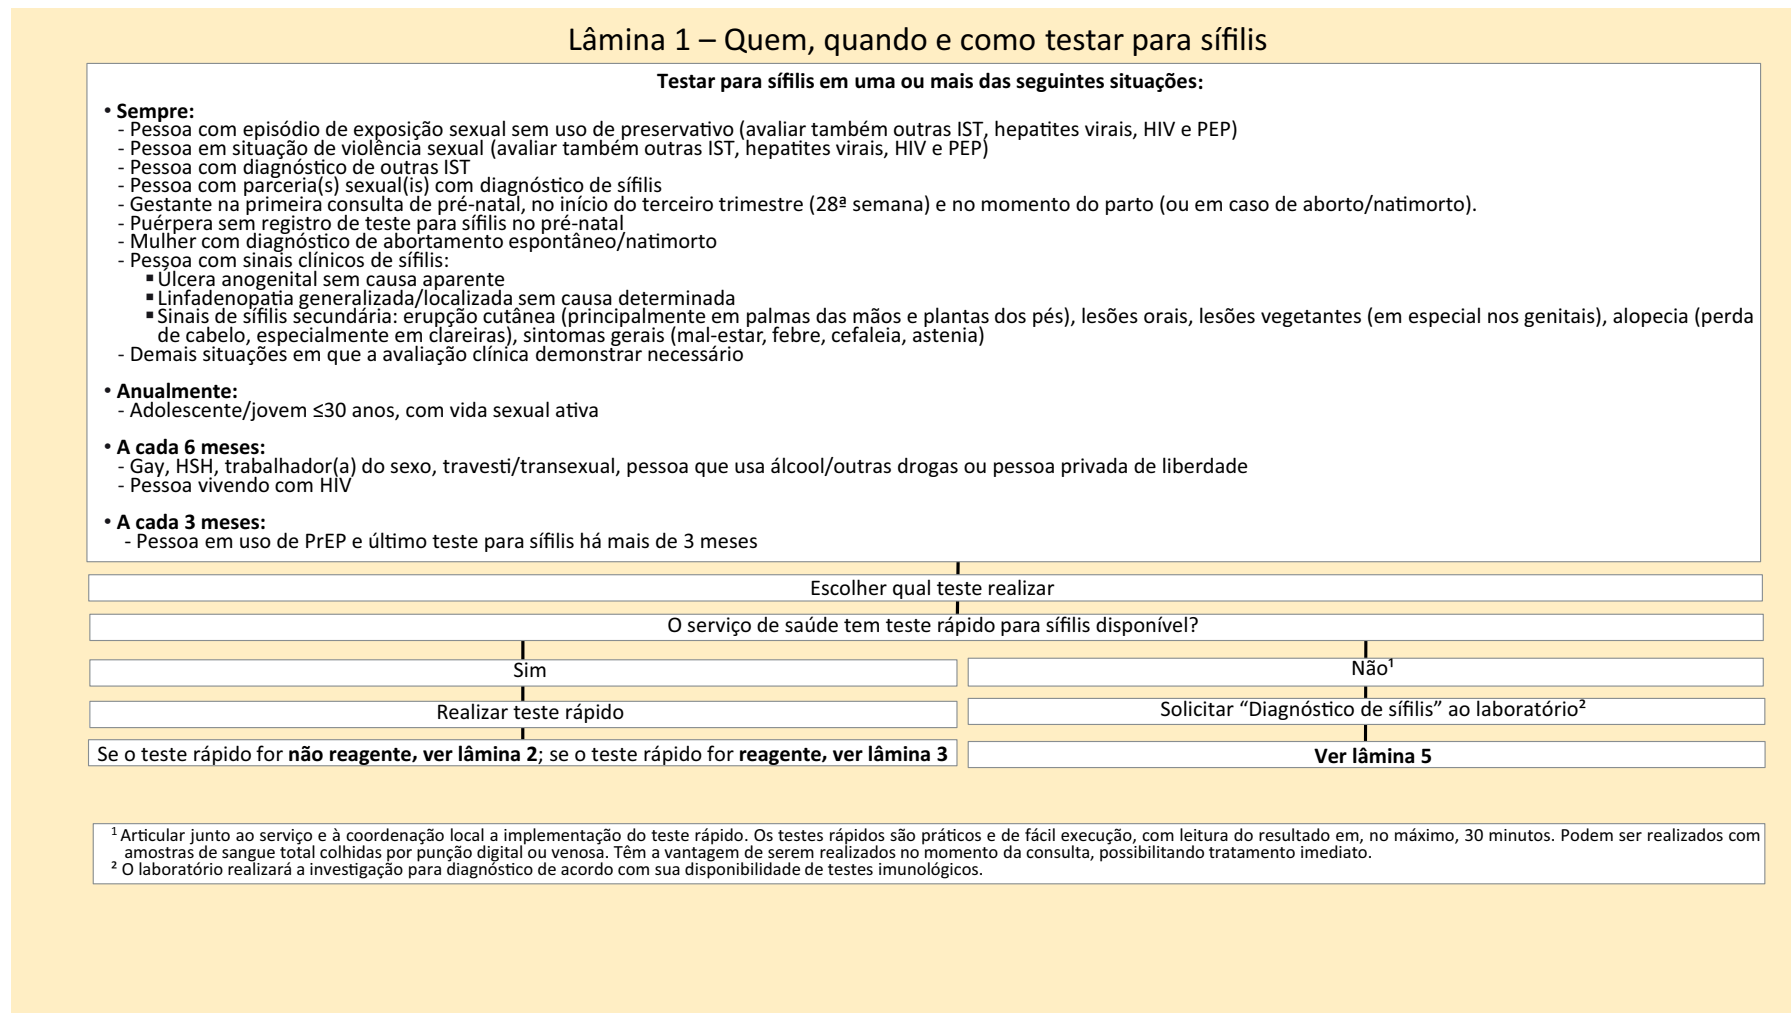 Lâmina 1 – Quem, quando e como testar para sífilis
Testar para sífilis em uma ou mais das seguintes situações:
• Sempre:
- Pessoa com episódio de exposição sexual sem uso de preservativo (avaliar também outras IST, hepatites virais, HIV e PEP)
- Pessoa em situação de violência sexual (avaliar também outras IST, hepatites virais, HIV e PEP)
- Pessoa com diagnóstico de outras IST
- Pessoa com parceria(s) sexual(is) com diagnóstico de sífilis
- Gestante na primeira consulta de pré-natal, no início do terceiro trimestre (28ª semana) e no momento do parto (ou em caso de aborto/natimorto).
- Puérpera sem registro de teste para sífilis no pré-natal
- Mulher com diagnóstico de abortamento espontâneo/natimorto
- Pessoa com sinais clínicos de sífilis:
▪ Úlcera anogenital sem causa aparente
▪ Linfadenopatia generalizada/localizada sem causa determinada
▪ Sinais de sífilis secundária: erupção cutânea (principalmente em palmas das mãos e plantas dos pés), lesões orais, lesões vegetantes (em especial nos genitais), alopecia (perda
de cabelo, especialmente em clareiras), sintomas gerais (mal-estar, febre, cefaleia, astenia)
- Demais situações em que a avaliação clínica demonstrar necessário
• Anualmente:
- Adolescente/jovem ≤30 anos, com vida sexual ativa
• A cada 6 meses:
- Gay, HSH, trabalhador(a) do sexo, travesti/transexual, pessoa que usa álcool/outras drogas ou pessoa privada de liberdade
- Pessoa vivendo com HIV
• A cada 3 meses:
- Pessoa em uso de PrEP e último teste para sífilis há mais de 3 meses
Escolher qual teste realizar
O serviço de saúde tem teste rápido para sífilis disponível?
Sim
Não¹
Realizar teste rápido
Solicitar “Diagnóstico de sífilis” ao laboratório²
Se o teste rápido for não reagente, ver lâmina 2; se o teste rápido for reagente, ver lâmina 3
Ver lâmina 5
¹ Articular junto ao serviço e à coordenação local a implementação do teste rápido. Os testes rápidos são práticos e de fácil execução, com leitura do resultado em, no máximo, 30 minutos. Podem ser realizados com
amostras de sangue total colhidas por punção digital ou venosa. Têm a vantagem de serem realizados no momento da consulta, possibilitando tratamento imediato.
² O laboratório realizará a investigação para diagnóstico de acordo com sua disponibilidade de testes imunológicos.